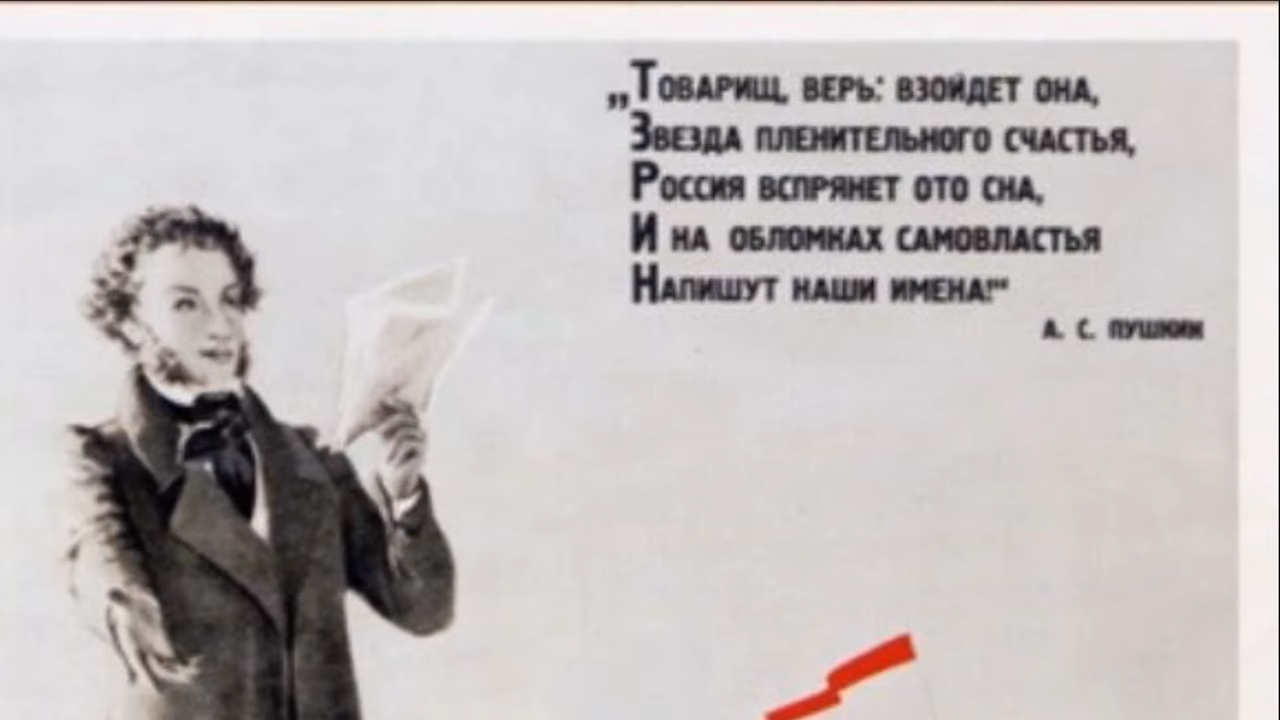 „Товарищ, верь: взойдет она,
Звезда пленительного счастья,
Россия вспрянет ото сна,
И на обломках самовластья
Напишут наши имена!“
А. С. Пушкин